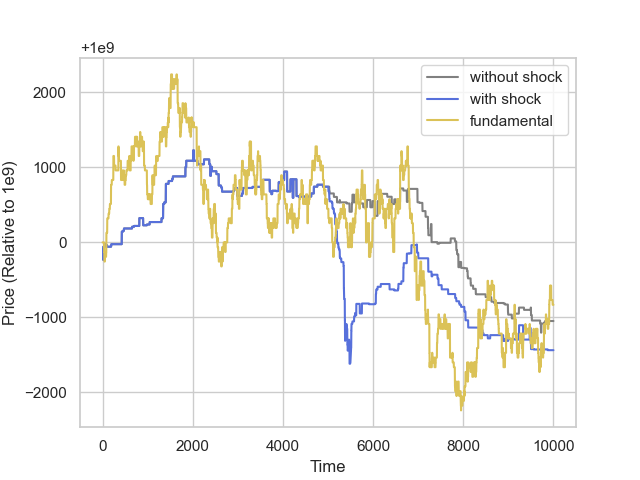 +1e9
without shock
with shock
fundamental
2000
1000
0
−1000
−2000
Price (Relative to 1e9)
0 2000 4000 6000 8000 10000
Time